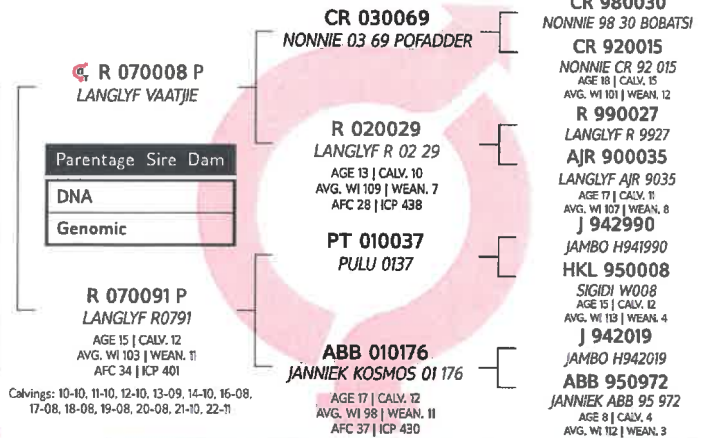 CR 980030
NONNIE 98 30 BOBATSI
CR 030069
NONNIE 03 69 POFADDER
CR 920015
NONNIE CR 92 015
AGE 18 | CALV. 15
AVG. WI 101 | WEAN. 12
R 070008 P
LANGLYF VAATJIE
R 990027
LANGLYF R 9927
R 020029
LANGLYF R 02 29
AGE 13 | CALV. 10
AVG. WI 109 | WEAN. 7
AFC 28 | ICP 438
AJR 900035
LANGLYF AJR 9035
AGE 17 | CALV. 11
AVG. WI 107 | WEAN. 8
Parentage Sire Dam
DNA
Genomic
J 942990
JAMBO H941990
PT 010037
PULU 0137
HKL 950008
SIGIDI W008
AGE 15 | CALV. 12
AVG. WI 113 | WEAN. 4
R 070091 P
LANGLYF R0791
AGE 15 | CALV. 12
AVG. WI 103 | WEAN. 11
AFC 34 | ICP 401
Calvings: 10-10, 11-10, 12-10, 13-09, 14-10, 16-08,
17-08, 18-08, 19-08, 20-08, 21-10, 22-11
J 942019
JAMBO H942019
ABB 010176
JANNIEK KOSMOS 01 176
AGE 17 | CALV. 12
AVG. WI 98 | WEAN. 11
AFC 37 | ICP 430
ABB 950972
JANNIEK ABB 95 972
AGE 8 | CALV. 4
AVG. WI 112 | WEAN. 3